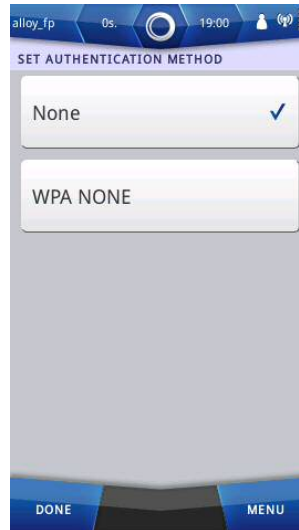 alloy_fp 0s. 19:00
SET AUTHENTICATION METHOD
None
WPA NONE
DONE MENU